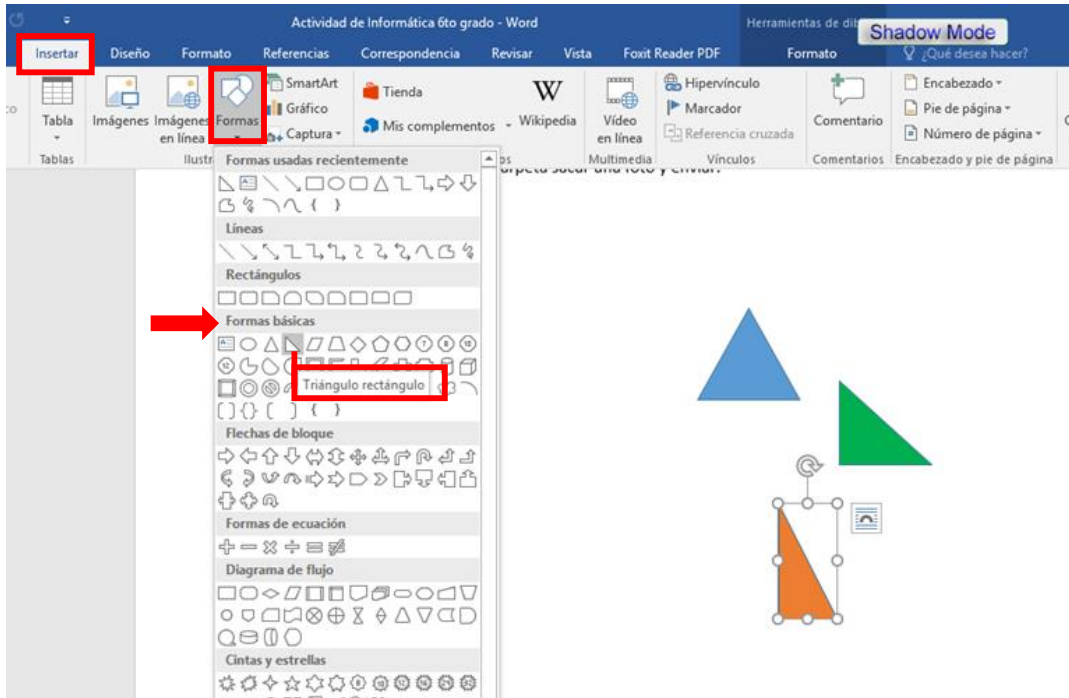 Actividad de Informática 6to grado - Word
Herramientas de
Shadow Mode
Insertar Diseño Formato Referencias Correspondencia Revisar Vista Foxit Reader PDF Formato ¿Qué desea hacer?
Tabla
Imágenes
Imágenes en línea
Formas
SmartArt
Gráfico
Captura
Tienda
Mis complementos
Wikipedia
Vídeo en línea
Hipervínculo
Marcador
Referencia cruzada
Comentario
Encabezado
Pie de página
Número de página
Tablas
Multimedia
Vínculos
Comentarios
Encabezado y pie de página
y enviar.
Formas usadas recientemente
Líneas
Rectángulos
Formas básicas
Triángulo rectángulo
Flechas de bloque
Formas de ecuación
Diagrama de flujo
Cintas y estrellas